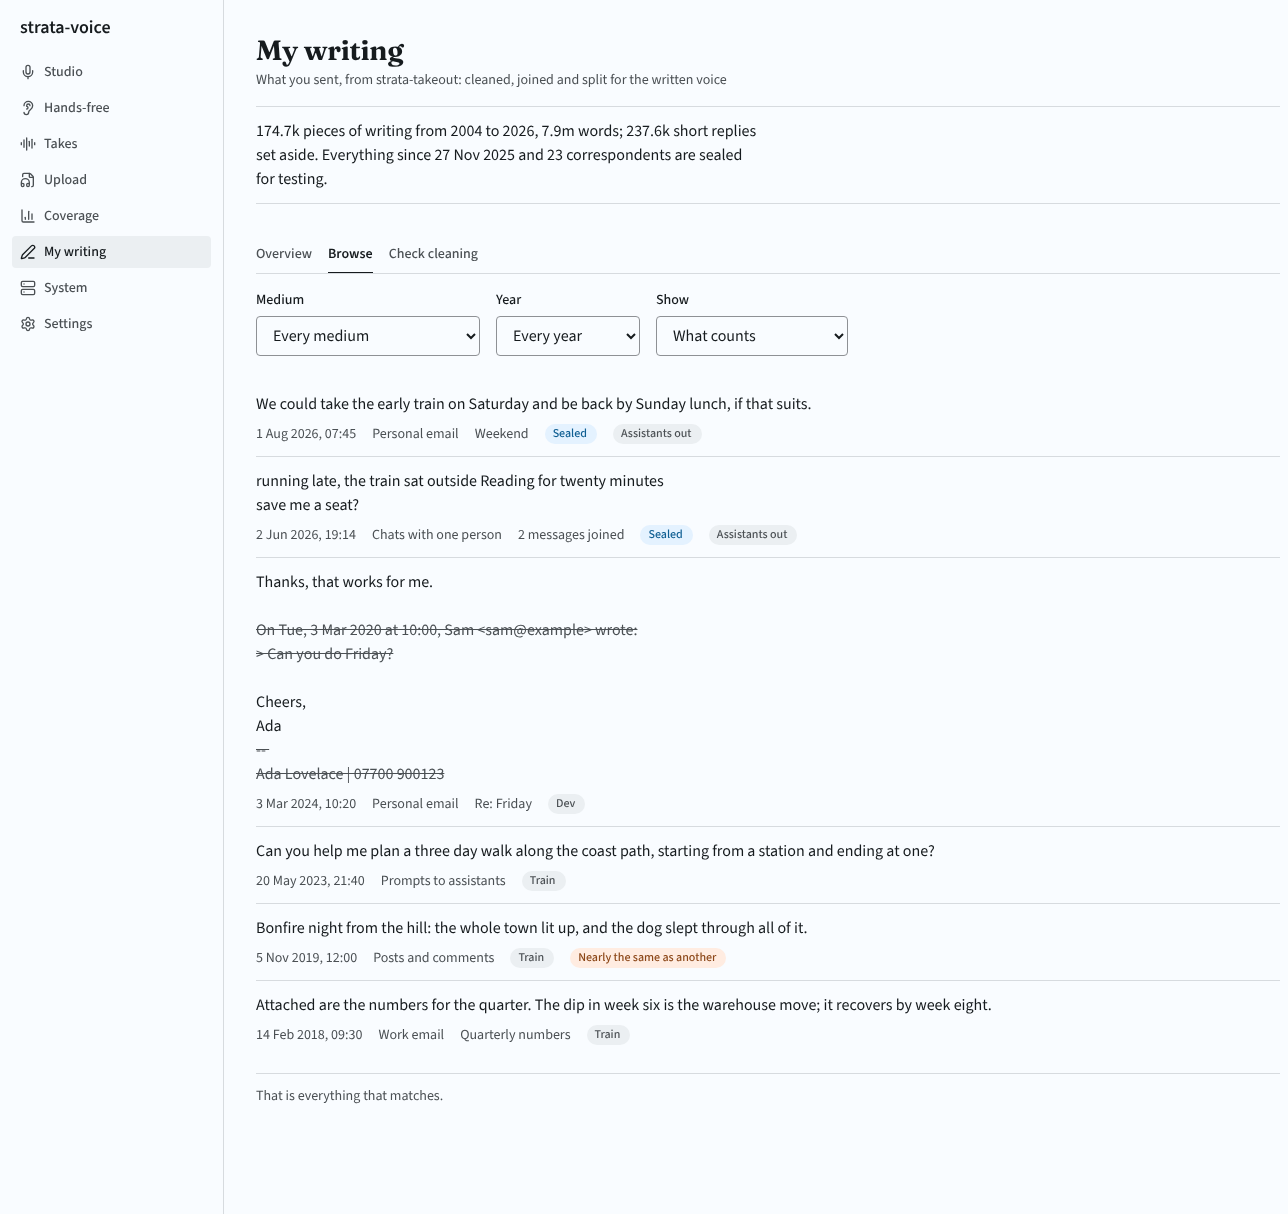 strata-voice
Studio
Hands-free
Takes
Upload
Coverage
My writing
System
Settings
My writing
What you sent, from strata-takeout: cleaned, joined and split for the written voice
174.7k pieces of writing from 2004 to 2026, 7.9m words; 237.6k short replies
set aside. Everything since 27 Nov 2025 and 23 correspondents are sealed
for testing.
Overview Browse Check cleaning
Medium Year Show
Every medium Every year What counts
We could take the early train on Saturday and be back by Sunday lunch, if that suits.
1 Aug 2026, 07:45 Personal email Weekend Sealed Assistants out
running late, the train sat outside Reading for twenty minutes
save me a seat?
2 Jun 2026, 19:14 Chats with one person 2 messages joined Sealed Assistants out
Thanks, that works for me.
On Tue, 3 Mar 2020 at 10:00, Sam <sam@example> wrote:
> Can you do Friday?
Cheers,
Ada
--
Ada Lovelace | 07700 900123
3 Mar 2024, 10:20 Personal email Re: Friday Dev
Can you help me plan a three day walk along the coast path, starting from a station and ending at one?
20 May 2023, 21:40 Prompts to assistants Train
Bonfire night from the hill: the whole town lit up, and the dog slept through all of it.
5 Nov 2019, 12:00 Posts and comments Train Nearly the same as another
Attached are the numbers for the quarter. The dip in week six is the warehouse move; it recovers by week eight.
14 Feb 2018, 09:30 Work email Quarterly numbers Train
That is everything that matches.